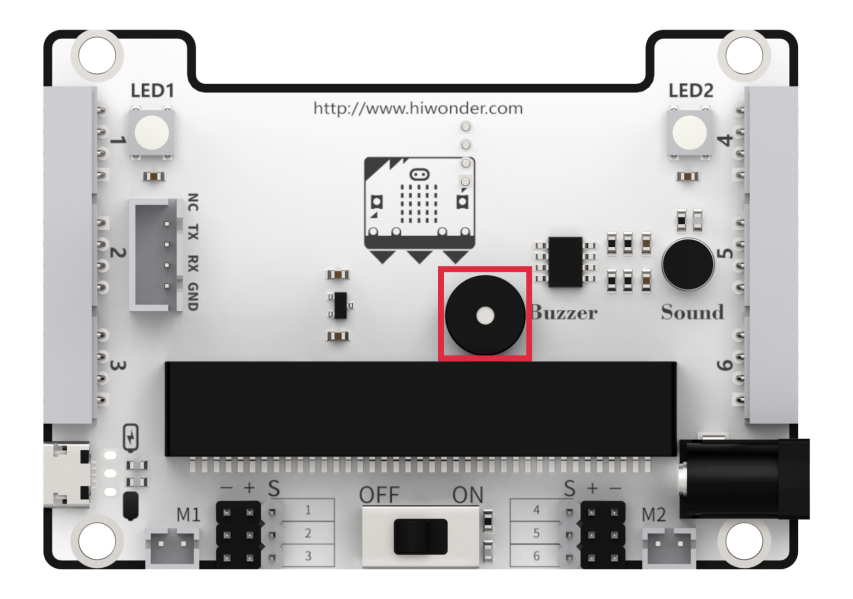 LED1
LED2
http://www.hiwonder.com
1
4
NC TX RX GND
2
5
Buzzer
Sound
3
6
- + S
OFF ON
S + -
M1
1
2
3
4
5
6
M2